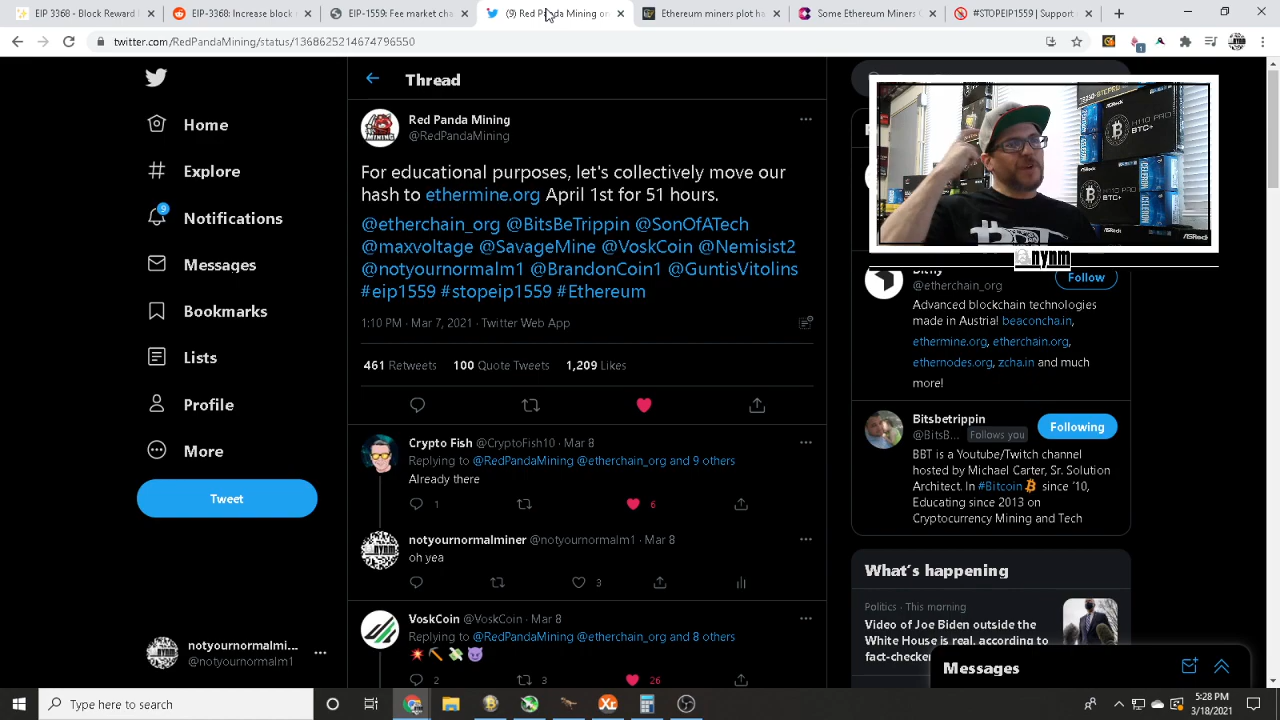 EIP 3368 - Block Reward
EIP-3368: Increase block
EIP-1559: Fee market cha
(9) Red Panda Mining on
Ethereum miners plot ha
Some Ethereum Miners
#STOPEIP1559 | Support
twitter.com/RedPandaMining/status/1368625214674796550
1
Home
Explore
9
Notifications
Messages
Bookmarks
Lists
Profile
More
Tweet
notyournormalmi...
@notyournormalm1
Thread
Red Panda Mining
@RedPandaMining
For educational purposes, let's collectively move our
hash to ethermine.org April 1st for 51 hours.
@etherchain_org @BitsBeTrippin @SonOfATech
@maxvoltage @SavageMine @VoskCoin @Nemisist2
@notyournormalm1 @BrandonCoin1 @GuntisVitolins
#eip1559 #stopeip1559 #Ethereum
1:10 PM · Mar 7, 2021 · Twitter Web App
461 Retweets 100 Quote Tweets 1,209 Likes
Crypto Fish @CryptoFish10 · Mar 8
Replying to @RedPandaMining @etherchain_org and 9 others
Already there
1 6
notyournormalminer @notyournormalm1 · Mar 8
oh yea
3
VoskCoin @VoskCoin · Mar 8
Replying to @RedPandaMining @etherchain_org and 8 others
2 3 26
H110 PRO
BTC+
nynm
@etherchain_org
Follow
Advanced blockchain technologies
made in Austria! beaconcha.in,
ethermine.org, etherchain.org,
ethernodes.org, zcha.in and much
more!
Bitsbetrippin
@BitsB... Follows you
Following
BBT is a Youtube/Twitch channel
hosted by Michael Carter, Sr. Solution
Architect. In #Bitcoin since '10,
Educating since 2013 on
Cryptocurrency Mining and Tech
What's happening
Politics · This morning
Video of Joe Biden outside the
White House is real, according to
fact-checke
Messages
Type here to search
5:28 PM
3/18/2021